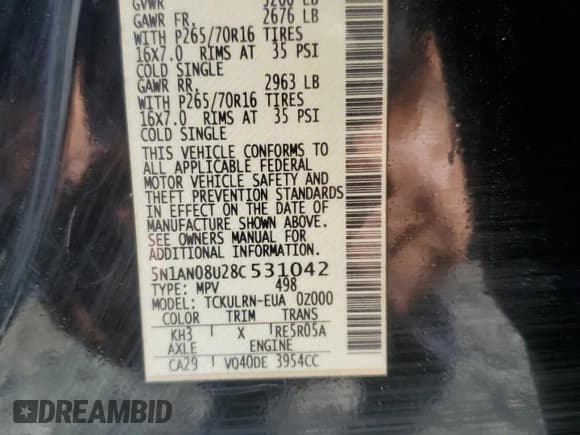 GVWR 5200 LB
GAWR FR. 2676 LB
WITH P265/70R16 TIRES
16X7.0 RIMS AT 35 PSI
COLD SINGLE
GAWR RR. 2963 LB
WITH P265/70R16 TIRES
16X7.0 RIMS AT 35 PSI
COLD SINGLE
THIS VEHICLE CONFORMS TO
ALL APPLICABLE FEDERAL
MOTOR VEHICLE SAFETY AND
THEFT PREVENTION STANDARDS
IN EFFECT ON THE DATE OF
MANUFACTURE SHOWN ABOVE.
SEE OWNERS MANUAL FOR
ADDITIONAL INFORMATION.
5N1AN08U28C531042
TYPE: MPV 498
MODEL: TCKULRN-EUA 0Z000
COLOR TRIM TRANS
KH3 X RE5R05A
AXLE ENGINE
CA29 VQ40DE 3954CC
DREAMBID